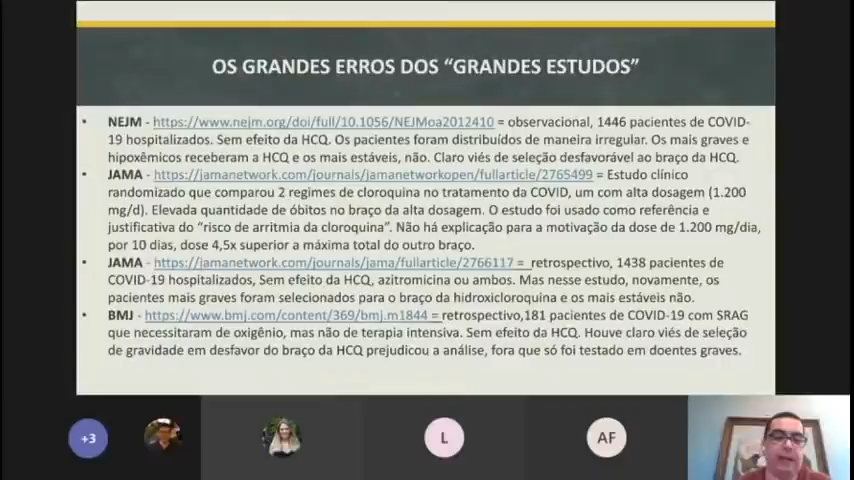 OS GRANDES ERROS DOS “GRANDES ESTUDOS”
• NEJM - https://www.nejm.org/doi/full/10.1056/NEJMoa2012410 = observacional, 1446 pacientes de COVID-
19 hospitalizados. Sem efeito da HCQ. Os pacientes foram distribuídos de maneira irregular. Os mais graves e
hipoxêmicos receberam a HCQ e os mais estáveis, não. Claro viés de seleção desfavorável ao braço da HCQ.
• JAMA - https://jamanetwork.com/journals/jamanetworkopen/fullarticle/2765499 = Estudo clínico
randomizado que comparou 2 regimes de cloroquina no tratamento da COVID, um com alta dosagem (1.200
mg/d). Elevada quantidade de óbitos no braço da alta dosagem. O estudo foi usado como referência e
justificativa do “risco de arritmia da cloroquina”. Não há explicação para a motivação da dose de 1.200 mg/dia,
por 10 dias, dose 4,5x superior a máxima total do outro braço.
• JAMA - https://jamanetwork.com/journals/jama/fullarticle/2766117 = retrospectivo, 1438 pacientes de
COVID-19 hospitalizados, Sem efeito da HCQ, azitromicina ou ambos. Mas nesse estudo, novamente, os
pacientes mais graves foram selecionados para o braço da hidroxicloroquina e os mais estáveis não.
• BMJ - https://www.bmj.com/content/369/bmj.m1844 = retrospectivo,181 pacientes de COVID-19 com SRAG
que necessitaram de oxigênio, mas não de terapia intensiva. Sem efeito da HCQ. Houve claro viés de seleção
de gravidade em desfavor do braço da HCQ prejudicou a análise, fora que só foi testado em doentes graves.
+3
L
AF